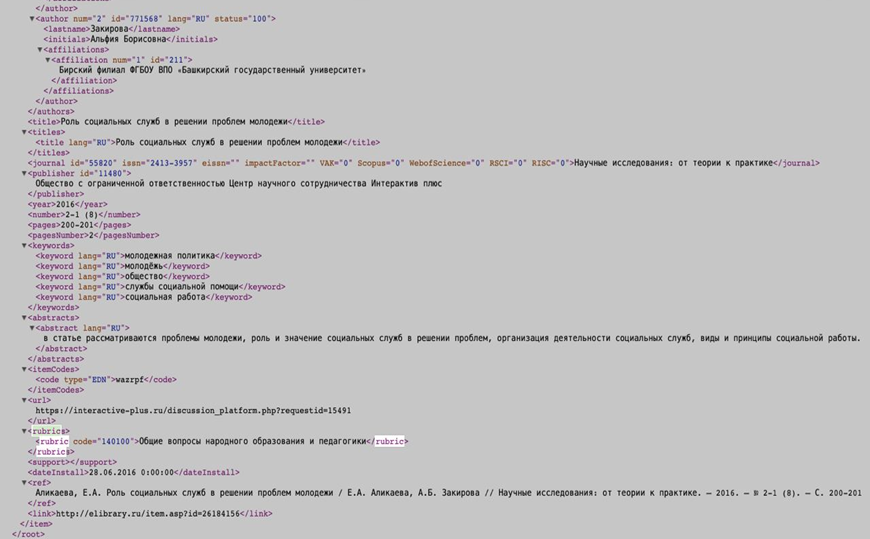 </author>
<author num="2" id="771568" lang="RU" status="100">
<lastname>Закирова</lastname>
<initials>Альфия Борисовна</initials>
<affiliations>
<affiliation num="1" id="211">
Бирский филиал ФГБОУ ВПО «Башкирский государственный университет»
</affiliation>
</affiliations>
</author>
</authors>
<title>Роль социальных служб в решении проблем молодежи</title>
<titles>
<title lang="RU">Роль социальных служб в решении проблем молодежи</title>
</titles>
<journal id="55820" issn="2413-3957" eissn="" impactFactor="" VAK="0" Scopus="0" WebofScience="0" RSCI="0" RISC="0">Научные исследования: от теории к практике</journal>
<publisher id="11480">
Общество с ограниченной ответственностью Центр научного сотрудничества Интерактив плюс
</publisher>
<year>2016</year>
<number>2-1 (8)</number>
<pages>200-201</pages>
<pagesNumber>2</pagesNumber>
<keywords>
<keyword lang="RU">молодежная политика</keyword>
<keyword lang="RU">молодёжь</keyword>
<keyword lang="RU">общество</keyword>
<keyword lang="RU">службы социальной помощи</keyword>
<keyword lang="RU">социальная работа</keyword>
</keywords>
<abstracts>
<abstract lang="RU">
в статье рассматриваются проблемы молодежи, роль и значение социальных служб в решении проблем, организация деятельности социальных служб, виды и принципы социальной работы.
</abstract>
</abstracts>
<itemCodes>
<code type="EDN">wazrpf</code>
</itemCodes>
<url>
https://interactive-plus.ru/discussion_platform.php?requestid=15491
</url>
<rubrics>
<rubric code="140100">Общие вопросы народного образования и педагогики</rubric>
</rubrics>
<support></support>
<dateInstall>28.06.2016 0:00:00</dateInstall>
<ref>
Аликаева, Е.А. Роль социальных служб в решении проблем молодежи / Е.А. Аликаева, А.Б. Закирова // Научные исследования: от теории к практике. – 2016. – № 2-1 (8). – С. 200-201
</ref>
<link>http://elibrary.ru/item.asp?id=26184156</link>
</item>
</root>